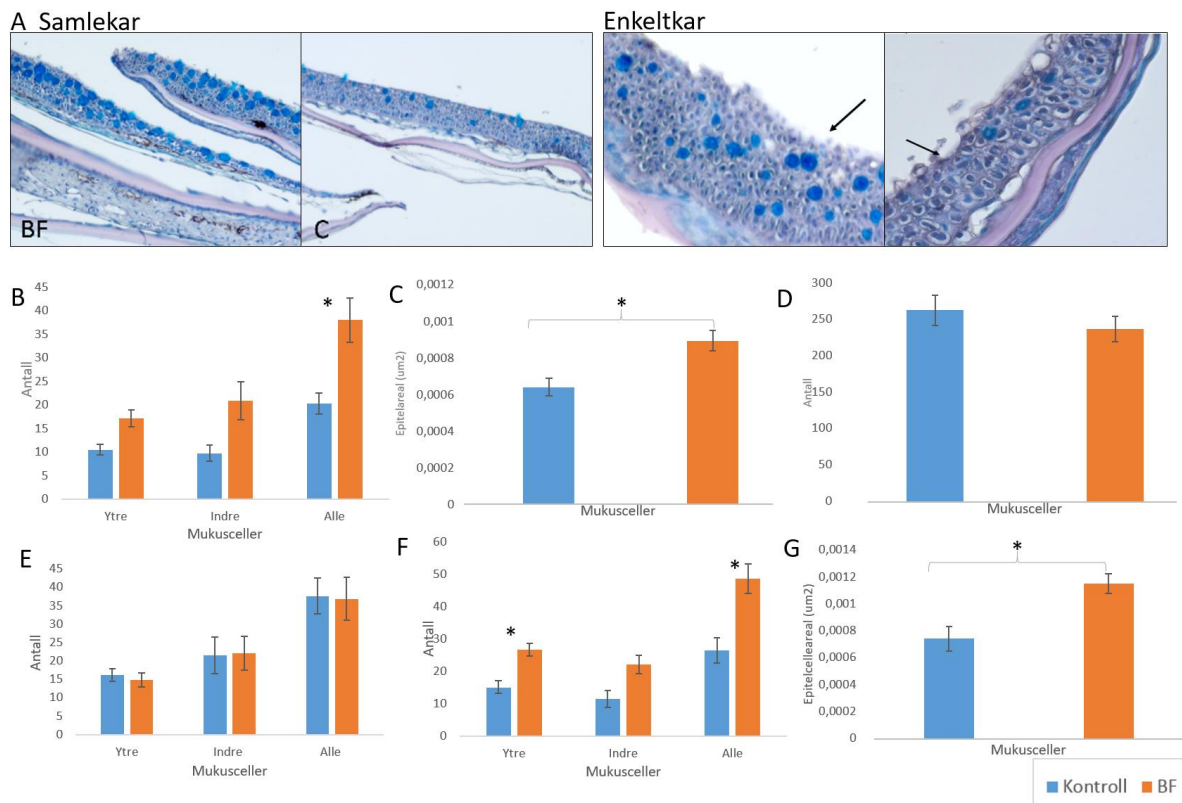 A Samlekar
Enkeltkar
BF
C
B
45
40
35
30
25
20
15
10
5
0
Antall
*
Ytre
Indre
Alle
Mukusceller
C
0,0012
0,001
0,0008
0,0006
0,0004
0,0002
0
Epitelareal (um2)
*
Mukusceller
D
300
250
200
150
100
50
0
Antall
Mukusceller
E
45
40
35
30
25
20
15
10
5
0
Antall
Ytre
Indre
Alle
Mukusceller
F
60
50
40
30
20
10
0
Antall
*
*
Ytre
Indre
Alle
Mukusceller
G
0,0014
0,0012
0,001
0,0008
0,0006
0,0004
0,0002
0
Epitelcelleareal (um2)
*
Mukusceller
Kontroll
BF